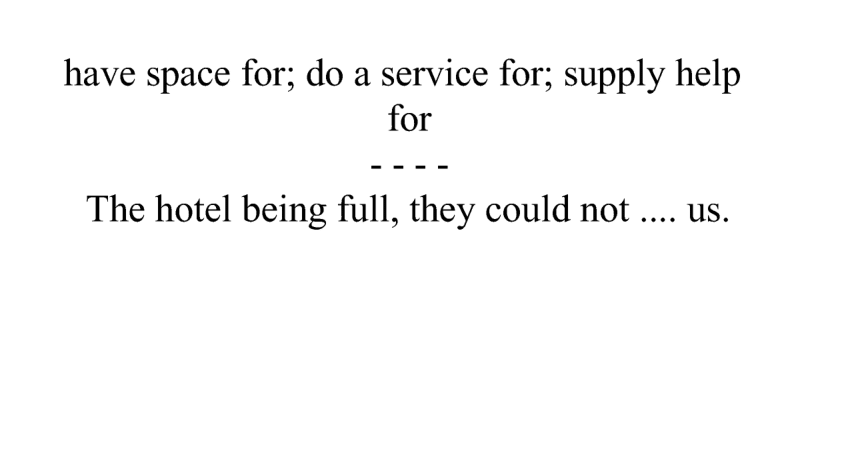 have space for; do a service for; supply help
for
- - - -
The hotel being full, they could not .... us.